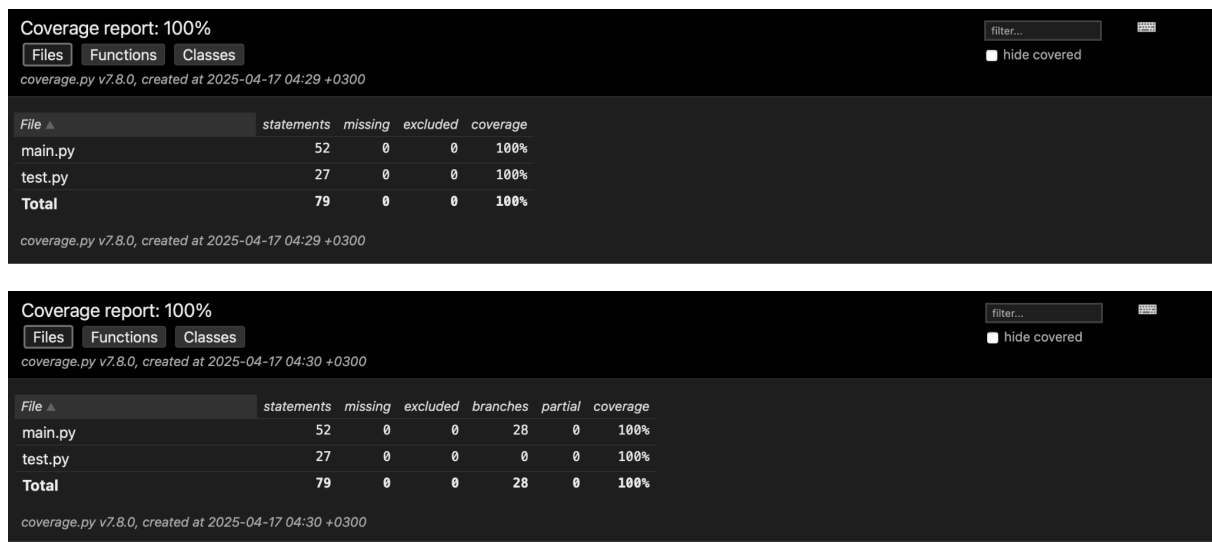 Coverage report: 100%
filter...
Files Functions Classes
hide covered
coverage.py v7.8.0, created at 2025-04-17 04:29 +0300
File statements missing excluded coverage
main.py 52 0 0 100%
test.py 27 0 0 100%
Total 79 0 0 100%
coverage.py v7.8.0, created at 2025-04-17 04:29 +0300
Coverage report: 100%
filter...
Files Functions Classes
hide covered
coverage.py v7.8.0, created at 2025-04-17 04:30 +0300
File statements missing excluded branches partial coverage
main.py 52 0 0 28 0 100%
test.py 27 0 0 0 0 100%
Total 79 0 0 28 0 100%
coverage.py v7.8.0, created at 2025-04-17 04:30 +0300